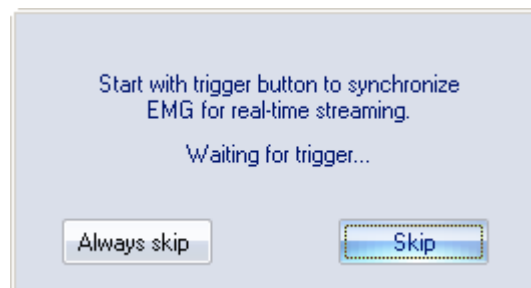 Start with trigger button to synchronize
EMG for real-time streaming.
Waiting for trigger...
Always skip
Skip